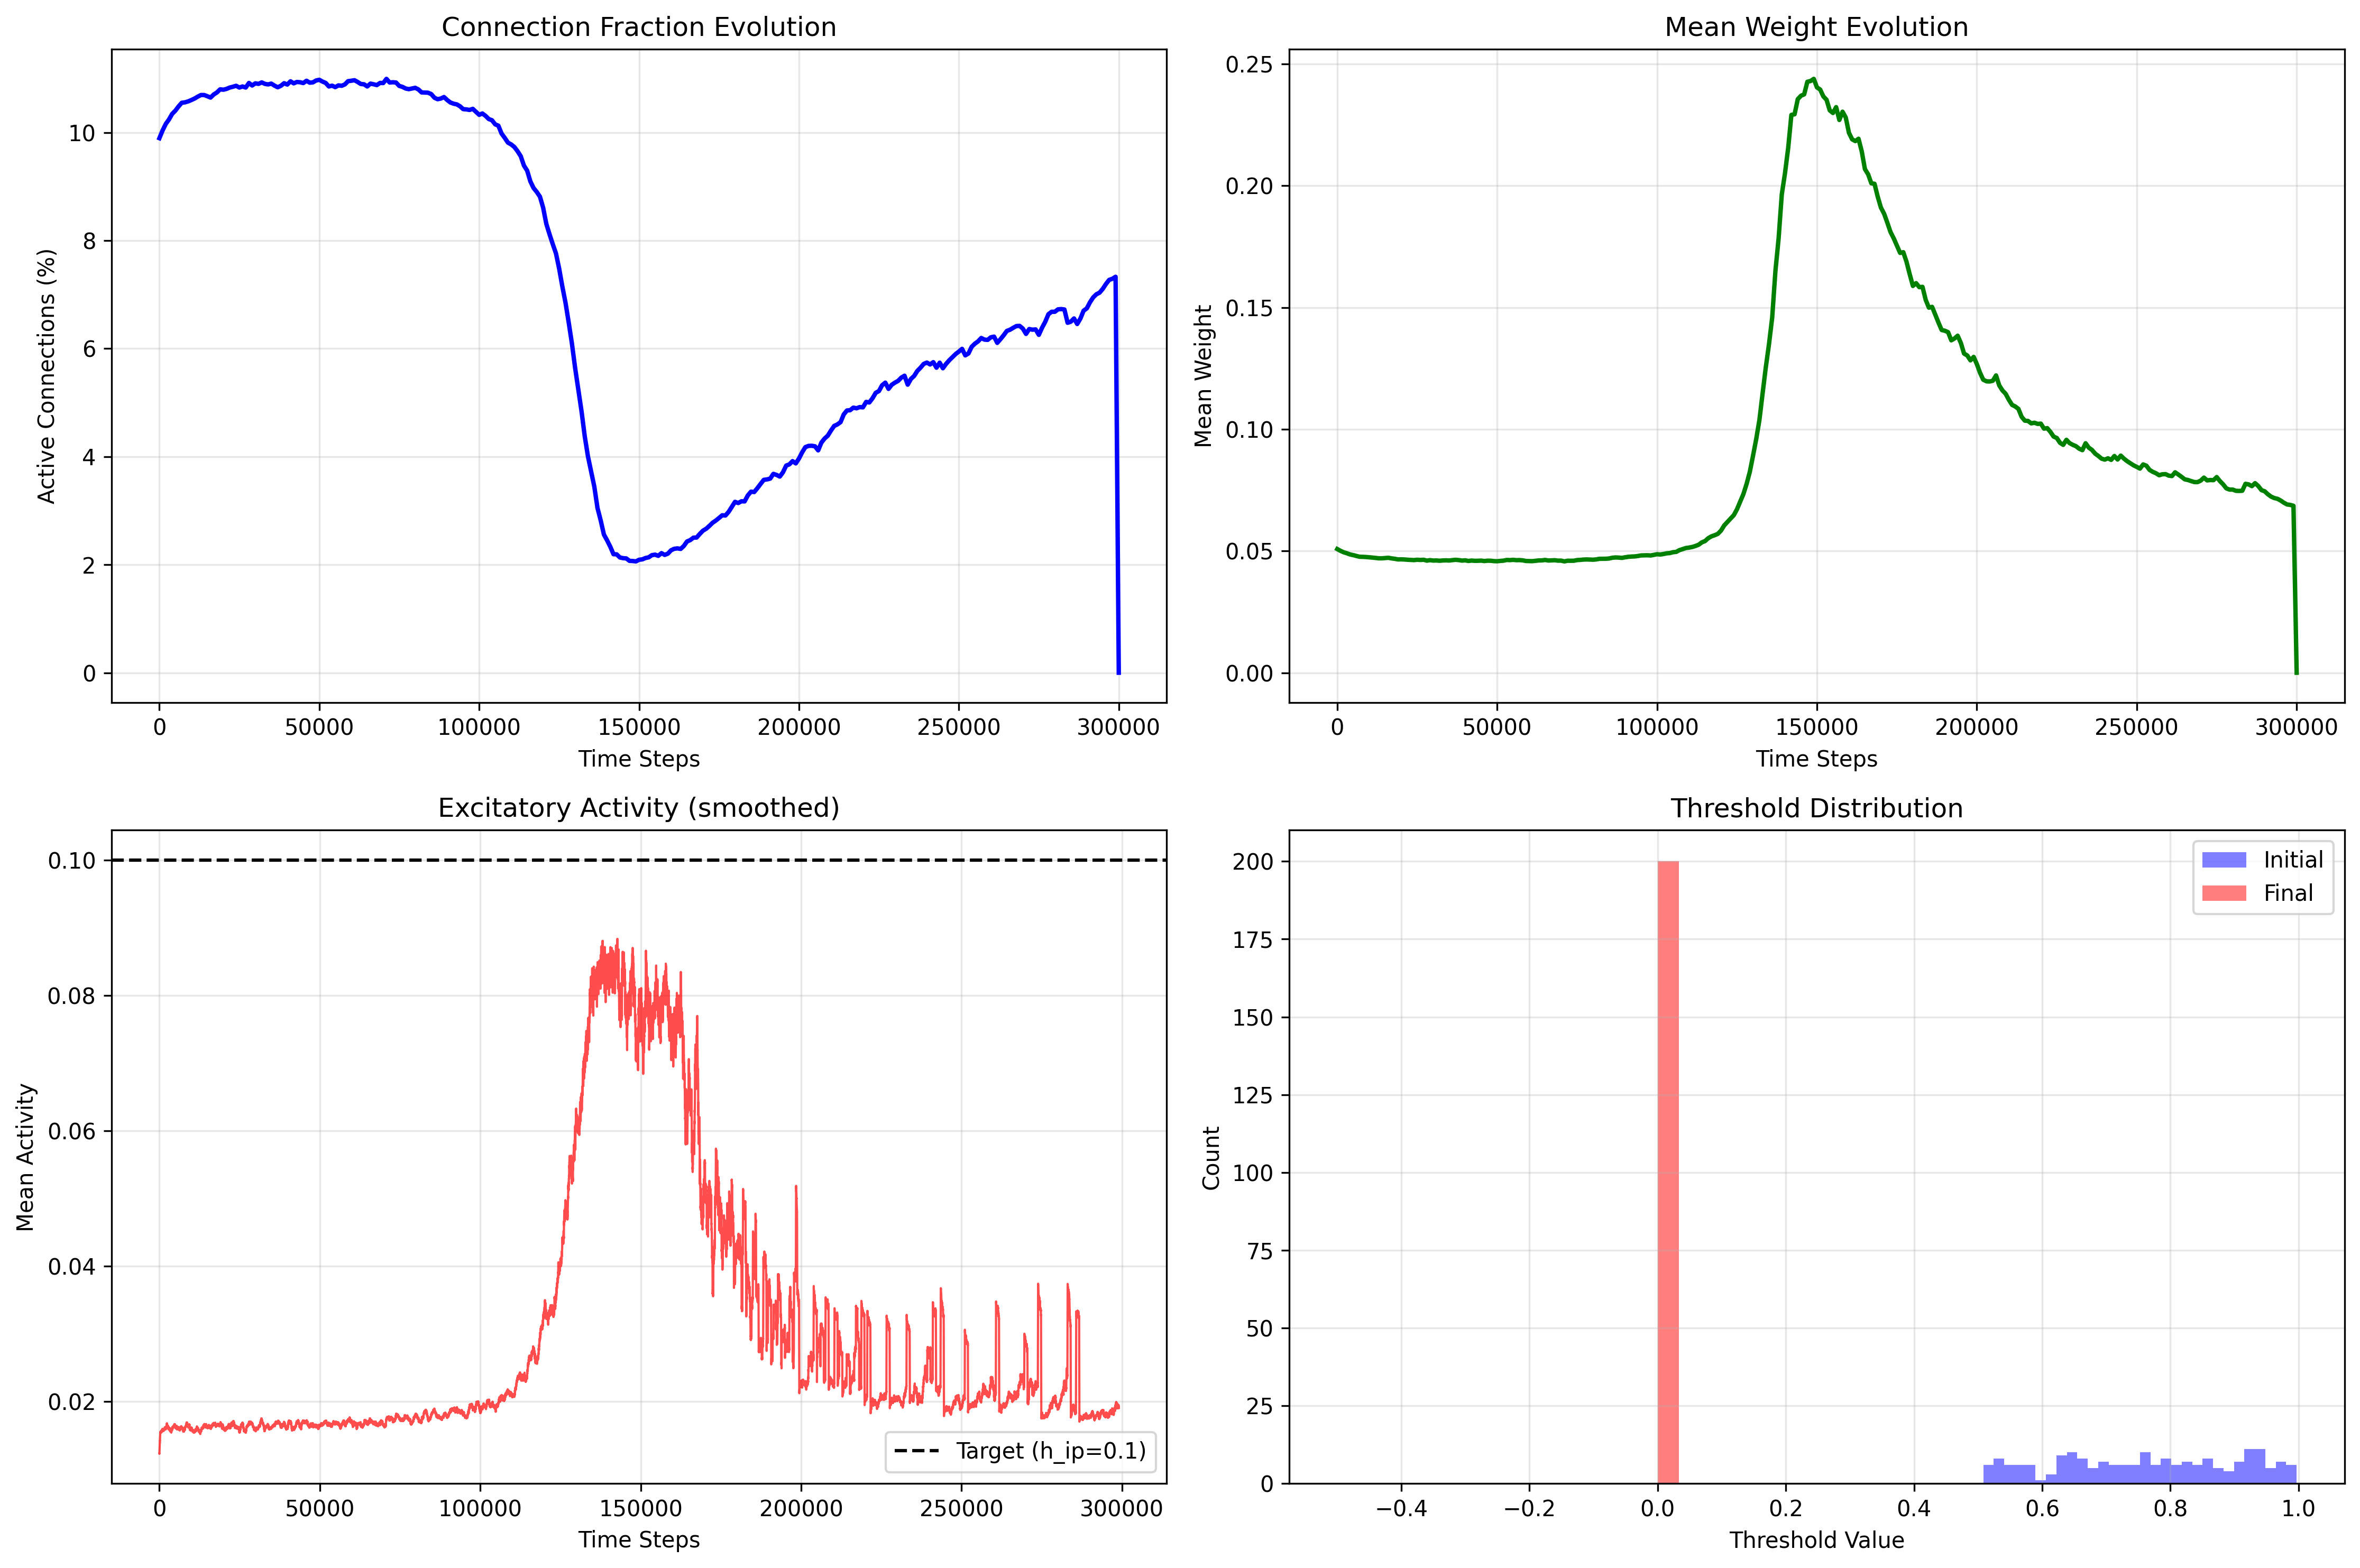 Connection Fraction Evolution
Active Connections (%)
10
8
6
4
2
0
0 50000 100000 150000 200000 250000 300000
Time Steps
Mean Weight Evolution
Mean Weight
0.25
0.20
0.15
0.10
0.05
0.00
0 50000 100000 150000 200000 250000 300000
Time Steps
Excitatory Activity (smoothed)
Mean Activity
0.10
0.08
0.06
0.04
0.02
Target (h_ip=0.1)
0 50000 100000 150000 200000 250000 300000
Time Steps
Threshold Distribution
Count
200
175
150
125
100
75
50
25
0
Initial
Final
−0.4 −0.2 0.0 0.2 0.4 0.6 0.8 1.0
Threshold Value